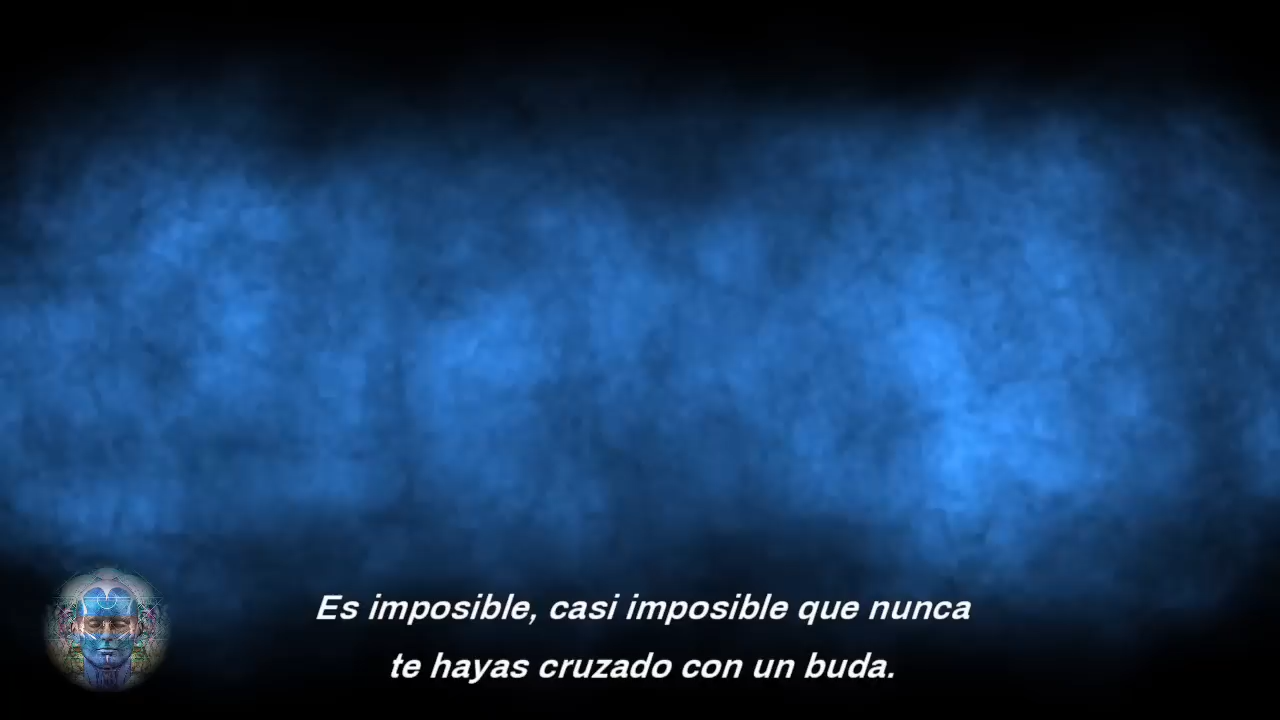 Es imposible, casi imposible que nunca
te hayas cruzado con un buda.